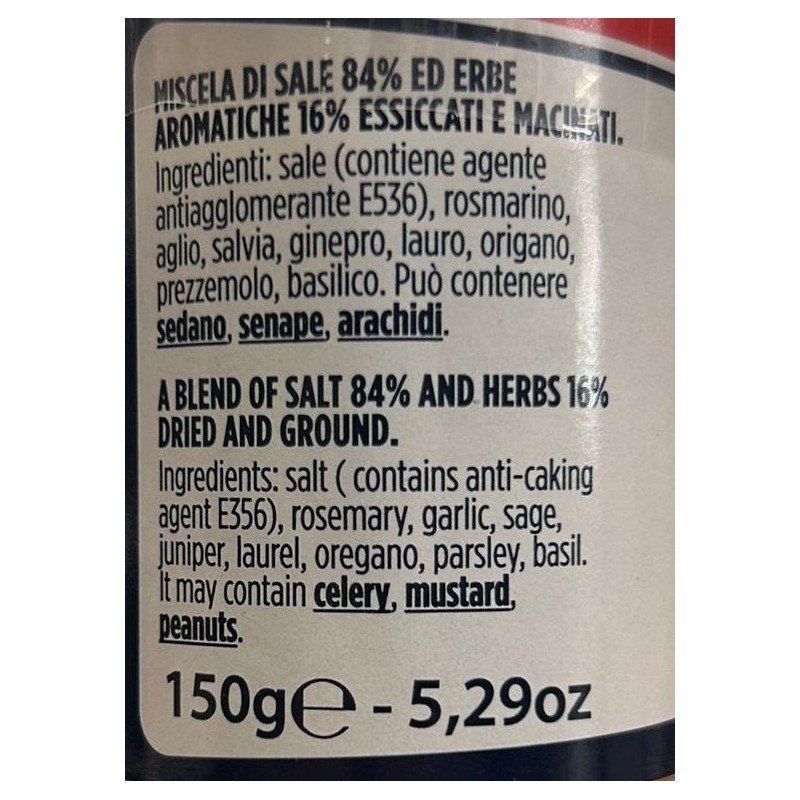 MISCELA DI SALE 84% ED ERBE
AROMATICHE 16% ESSICCATI E MACINATI.
Ingredienti: sale (contiene agente
antiagglomerante E536), rosmarino,
aglio, salvia, ginepro, lauro, origano,
prezzemolo, basilico. Può contenere
sedano, senape, arachidi.
A BLEND OF SALT 84% AND HERBS 16%
DRIED AND GROUND.
Ingredients: salt ( contains anti-caking
agent E356), rosemary, garlic, sage,
juniper, laurel, oregano, parsley, basil.
It may contain celery, mustard,
peanuts.
150g℮ - 5,29oz